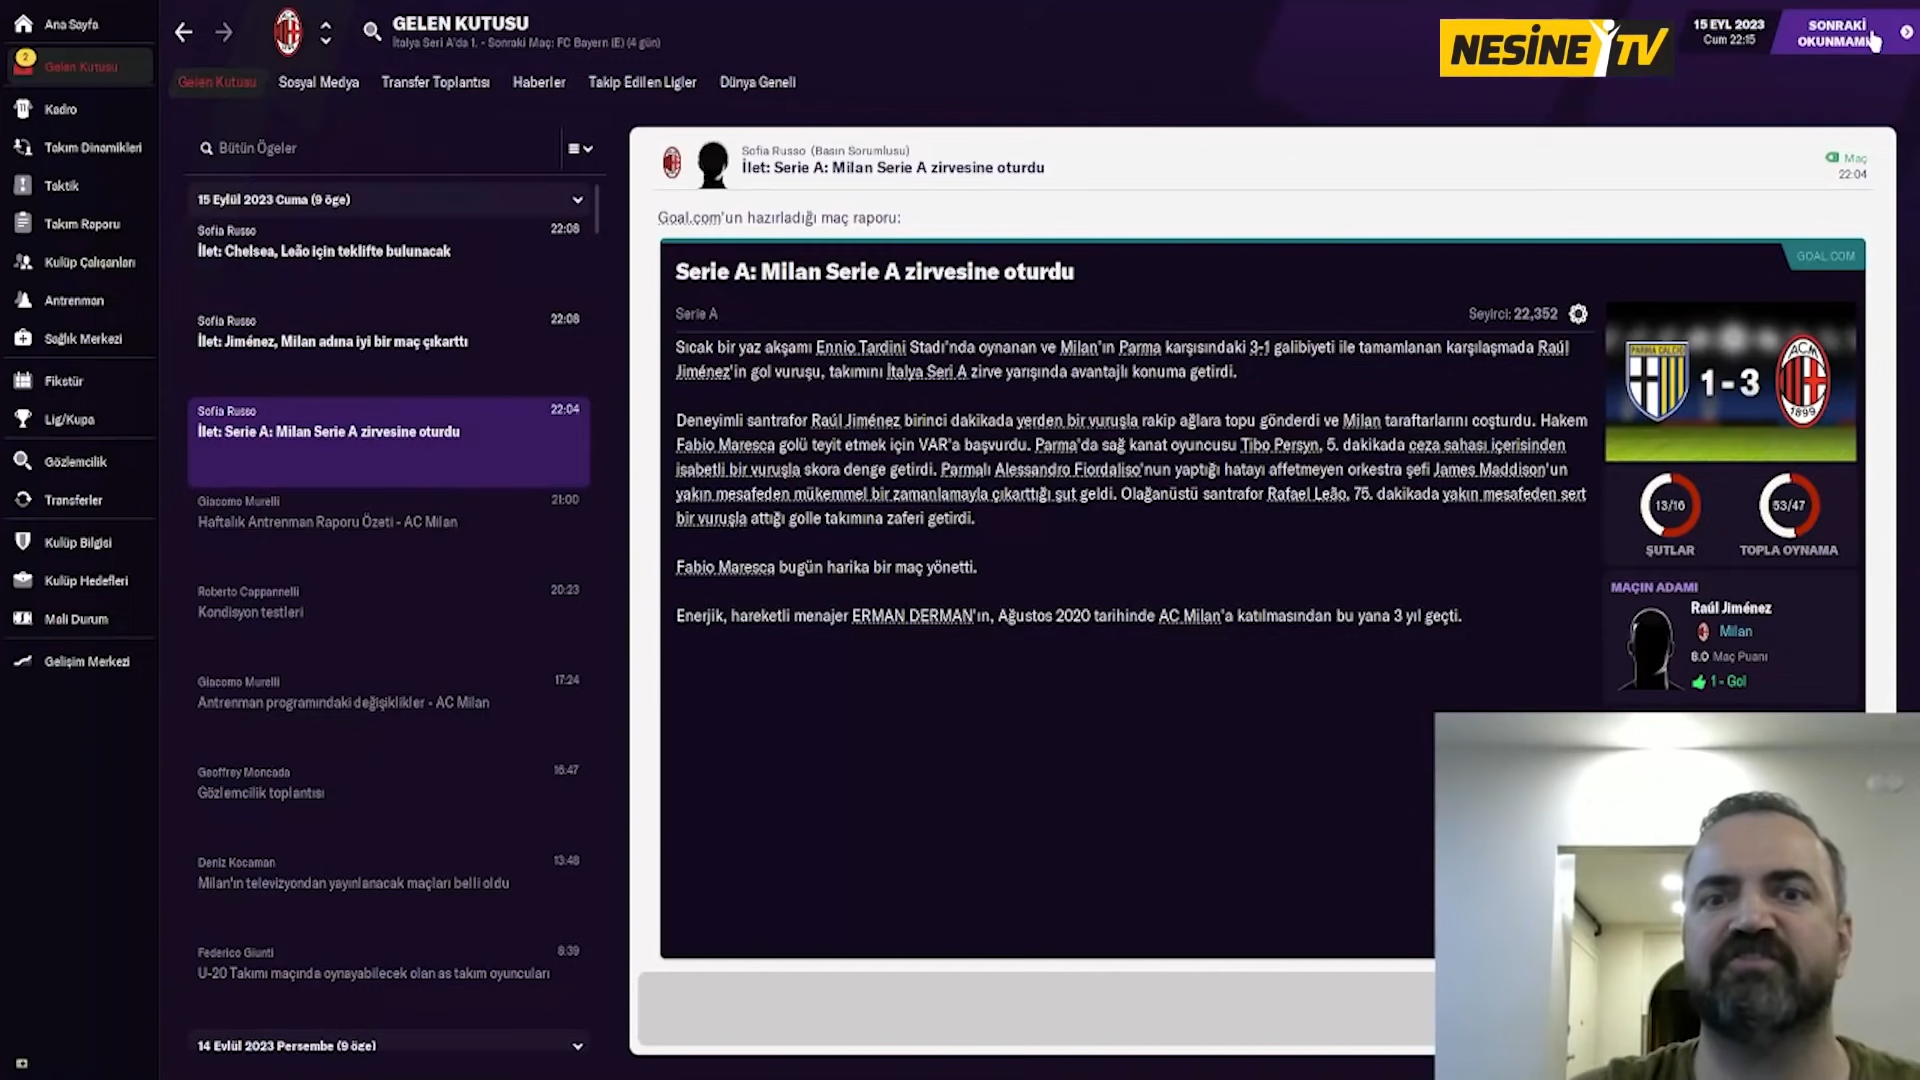 Ana Sayfa
2
Gelen Kutusu
Kadro
Takım Dinamikleri
Taktik
Takım Raporu
Kulüp Çalışanları
Antrenman
Sağlık Merkezi
Fikstür
Lig/Kupa
Gözlemcilik
Transferler
Kulüp Bilgisi
Kulüp Hedefleri
Mali Durum
Gelişim Merkezi
GELEN KUTUSU
İtalya Seri A'da 1. - Sonraki Maç: FC Bayern (E) (4 gün)
NESİNE TV
15 EYL 2023
Cum 22:15
SONRAKİ
OKUNMAMI
Gelen Kutusu
Sosyal Medya
Transfer Toplantısı
Haberler
Takip Edilen Ligler
Dünya Geneli
Bütün Ögeler
15 Eylül 2023 Cuma (9 öge)
Sofia Russo 22:08
İlet: Chelsea, Leão için teklifte bulunacak
Sofia Russo 22:08
İlet: Jiménez, Milan adına iyi bir maç çıkarttı
Sofia Russo 22:04
İlet: Serie A: Milan Serie A zirvesine oturdu
Giacomo Murelli 21:00
Haftalık Antrenman Raporu Özeti - AC Milan
Roberto Cappannelli 20:23
Kondisyon testleri
Giacomo Murelli 17:24
Antrenman programındaki değişiklikler - AC Milan
Geoffrey Moncada 16:47
Gözlemcilik toplantısı
Deniz Kocaman 13:48
Milan'ın televizyondan yayınlanacak maçları belli oldu
Federico Giunti 8:39
U-20 Takımı maçında oynayabilecek olan as takım oyuncuları
14 Eylül 2023 Perşembe (9 öge)
Sofia Russo (Basın Sorumlusu)
İlet: Serie A: Milan Serie A zirvesine oturdu
Maç
22:04
Goal.com'un hazırladığı maç raporu:
GOAL.COM
Serie A: Milan Serie A zirvesine oturdu
Serie A
Seyirci: 22,352
Sıcak bir yaz akşamı Ennio Tardini Stadı'nda oynanan ve Milan'ın Parma karşısındaki 3-1 galibiyeti ile tamamlanan karşılaşmada Raúl
Jiménez'in gol vuruşu, takımını İtalya Seri A zirve yarışında avantajlı konuma getirdi.
Deneyimli santrafor Raúl Jiménez birinci dakikada yerden bir vuruşla rakip ağlara topu gönderdi ve Milan taraftarlarını coşturdu. Hakem
Fabio Maresca golü teyit etmek için VAR'a başvurdu. Parma'da sağ kanat oyuncusu Tibo Persyn, 5. dakikada ceza sahası içerisinden
isabetli bir vuruşla skora denge getirdi. Parmalı Alessandro Fiordaliso'nun yaptığı hatayı affetmeyen orkestra şefi James Maddison'un
yakın mesafeden mükemmel bir zamanlamayla çıkarttığı şut geldi. Olağanüstü santrafor Rafael Leão, 75. dakikada yakın mesafeden sert
bir vuruşla attığı golle takımına zaferi getirdi.
Fabio Maresca bugün harika bir maç yönetti.
Enerjik, hareketli menajer ERMAN DERMAN'ın, Ağustos 2020 tarihinde AC Milan'a katılmasından bu yana 3 yıl geçti.
PARMA CALCIO
1 - 3
ACM
1899
13/16
53/47
ŞUTLAR
TOPLA OYNAMA
MAÇIN ADAMI
Raúl Jiménez
Milan
8.0 Maç Puanı
1 - Gol